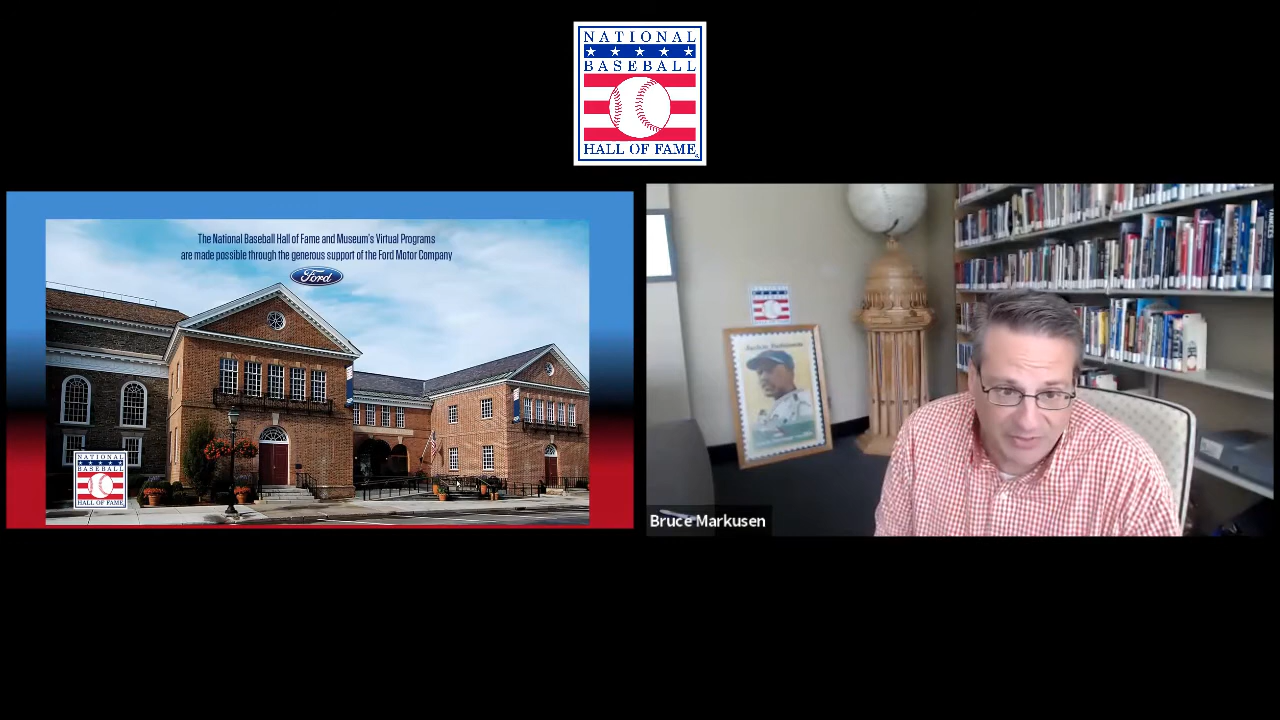 NATIONAL
BASEBALL
HALL OF FAME
The National Baseball Hall of Fame and Museum's Virtual Programs
are made possible through the generous support of the Ford Motor Company
Ford
NATIONAL
BASEBALL
HALL OF FAME
Bruce Markusen